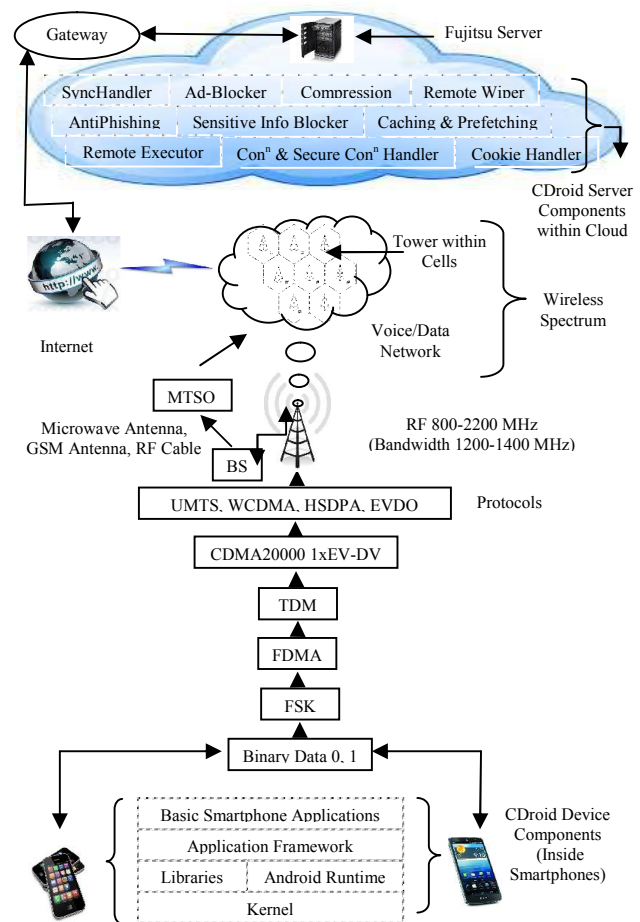 Gateway
Fujitsu Server
SyncHandler Ad-Blocker Compression Remote Wiper
AntiPhishing Sensitive Info Blocker Caching & Prefetching
Remote Executor Conⁿ & Secure Conⁿ Handler Cookie Handler
CDroid Server
Components
within Cloud
http://www.
Tower within
Cells
Wireless
Spectrum
Internet
Voice/Data
Network
MTSO
Microwave Antenna,
GSM Antenna, RF Cable
RF 800-2200 MHz
(Bandwidth 1200-1400 MHz)
BS
UMTS, WCDMA, HSDPA, EVDO
Protocols
CDMA20000 1xEV-DV
TDM
FDMA
FSK
Binary Data 0, 1
Basic Smartphone Applications
Application Framework
Libraries Android Runtime
Kernel
CDroid Device
Components
(Inside
Smartphones)